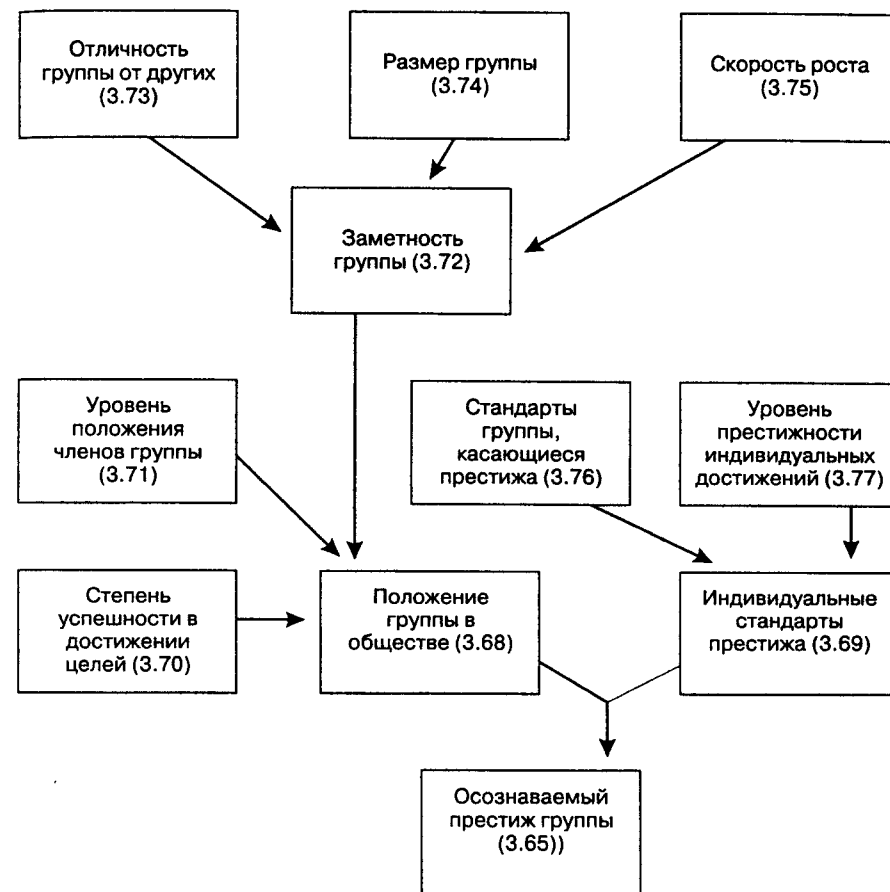 Отличность
группы от других
(3.73)
Размер группы
(3.74)
Скорость роста
(3.75)
Заметность
группы (3.72)
Уровень
положения
членов группы
(3.71)
Стандарты
группы,
касающиеся
престижа (3.76)
Уровень
престижности
индивидуальных
достижений (3.77)
Степень
успешности в
достижении
целей (3.70)
Положение
группы в
обществе (3.68)
Индивидуальные
стандарты
престижа (3.69)
Осознаваемый
престиж группы
(3.65))